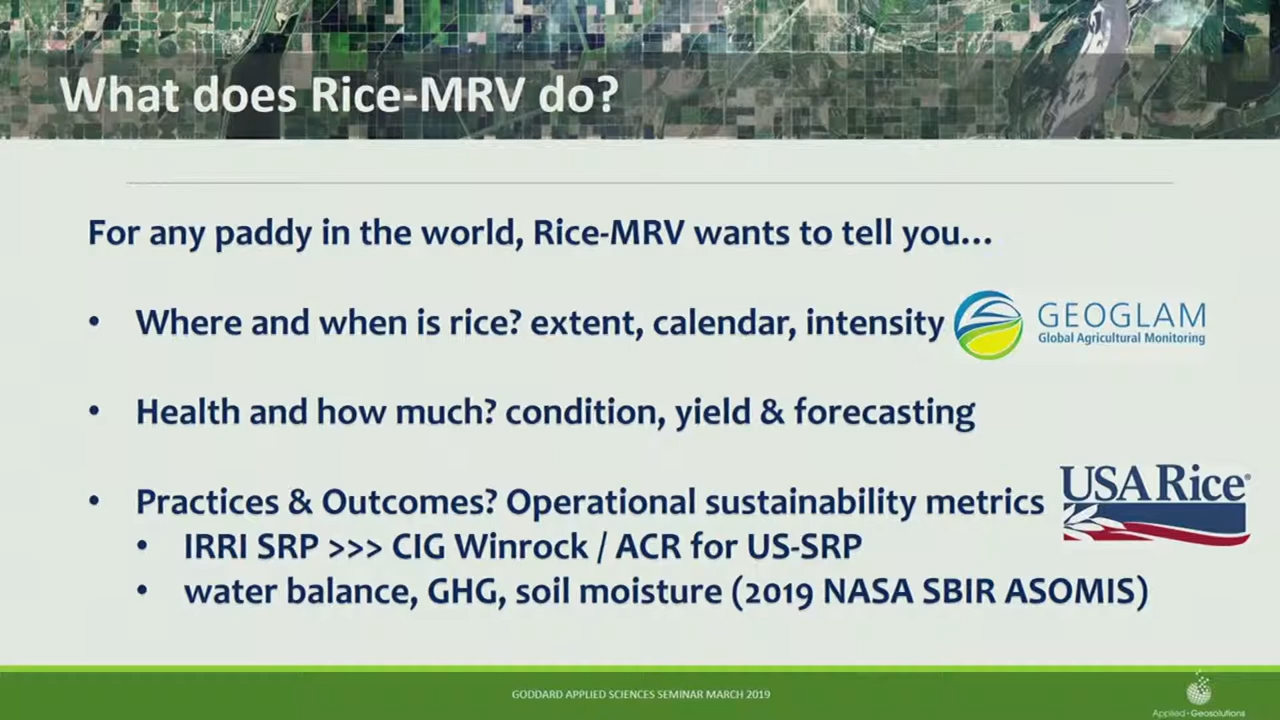 What does Rice-MRV do?
For any paddy in the world, Rice-MRV wants to tell you...
• Where and when is rice? extent, calendar, intensity
GEOGLAM
Global Agricultural Monitoring
• Health and how much? condition, yield & forecasting
• Practices & Outcomes? Operational sustainability metrics
USA Rice®
• IRRI SRP >>> CIG Winrock / ACR for US-SRP
• water balance, GHG, soil moisture (2019 NASA SBIR ASOMIS)
GODDARD APPLIED SCIENCES SEMINAR MARCH 2019
Applied•Geosolutions